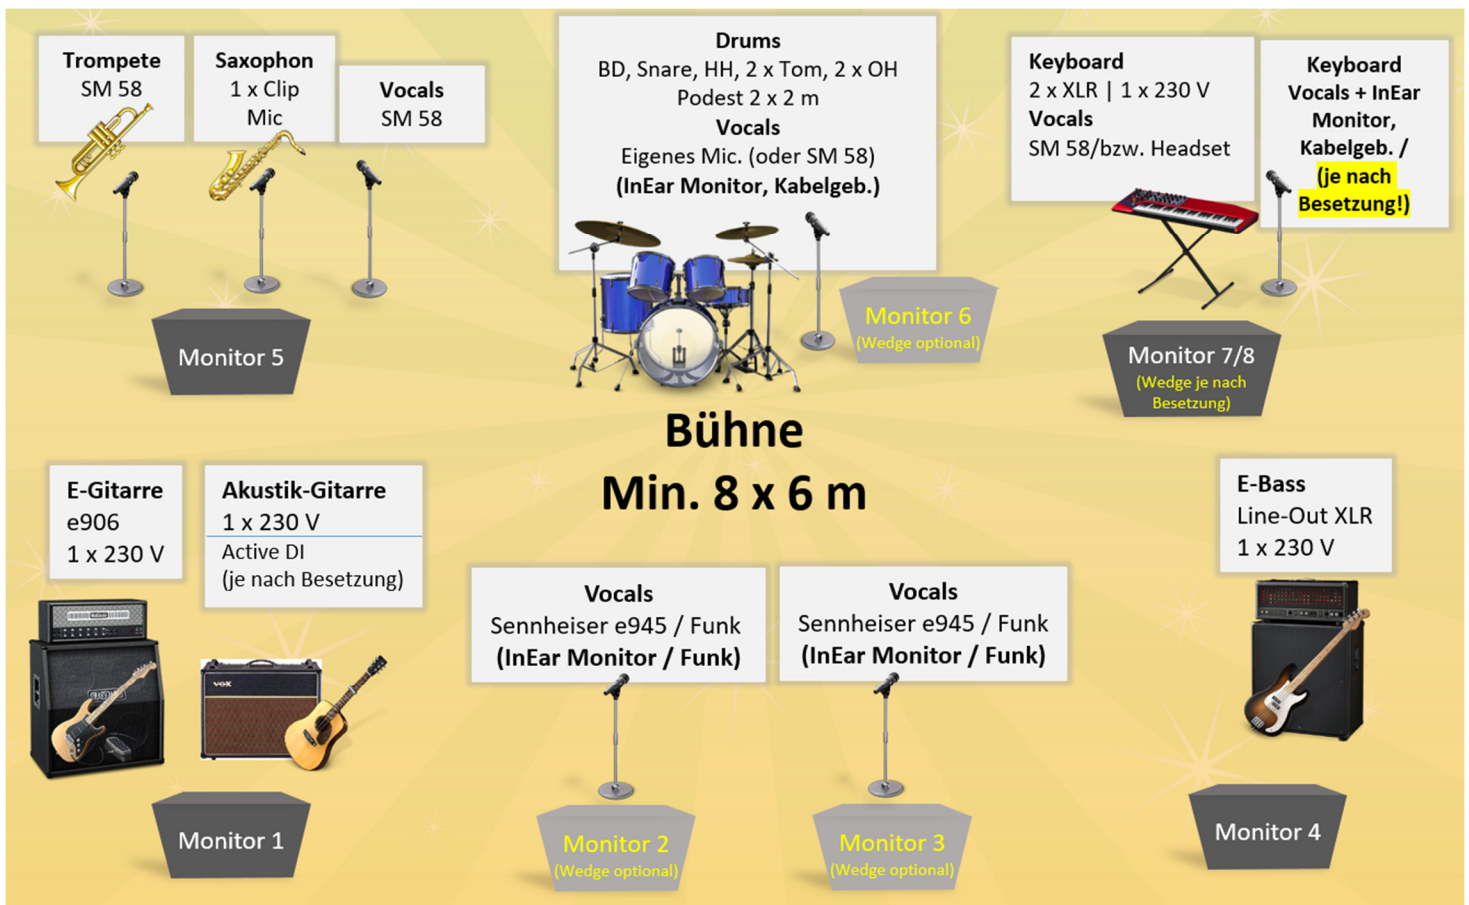 Trompete
SM 58
Saxophon
1 x Clip
Mic
Vocals
SM 58
Drums
BD, Snare, HH, 2 x Tom, 2 x OH
Podest 2 x 2 m
Vocals
Eigenes Mic. (oder SM 58)
(InEar Monitor, Kabelgeb.)
Keyboard
2 x XLR | 1 x 230 V
Vocals
SM 58/bzw. Headset
Keyboard
Vocals + InEar
Monitor,
Kabelgeb. /
(je nach
Besetzung!)
Monitor 5
Monitor 6
(Wedge optional)
Monitor 7/8
(Wedge je nach
Besetzung)
Bühne
Min. 8 x 6 m
E-Gitarre
e906
1 x 230 V
Akustik-Gitarre
1 x 230 V
Active DI
(je nach Besetzung)
Vocals
Sennheiser e945 / Funk
(InEar Monitor / Funk)
Vocals
Sennheiser e945 / Funk
(InEar Monitor / Funk)
E-Bass
Line-Out XLR
1 x 230 V
VOX
Monitor 1
Monitor 2
(Wedge optional)
Monitor 3
(Wedge optional)
Monitor 4